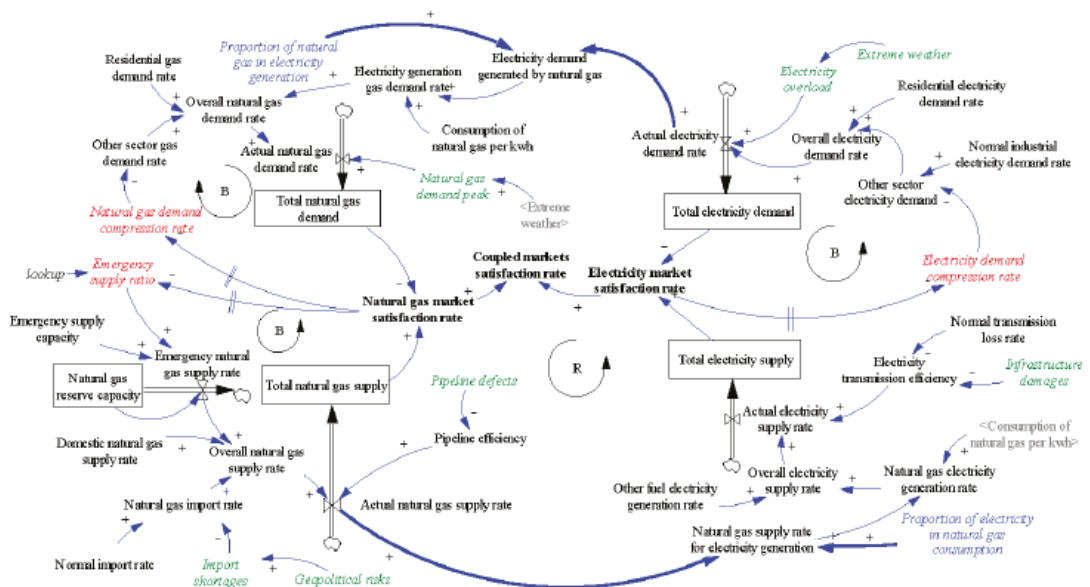 Proportion of natural
gas in electricity
generation
Residential gas
demand rate
Overall natural gas
demand rate
Other sector gas
demand rate
Actual natural gas
demand rate
Electricity generation
gas demand rate
Electricity demand
generated by natural gas
Consumption of
natural gas per kwh
Natural gas
demand peak
<Extreme
weather>
Total natural gas
demand
B
Natural gas demand
compression rate
Extreme weather
Electricity
overload
Residential electricity
demand rate
Actual electricity
demand rate
Overall electricity
demand rate
Normal industrial
electricity demand rate
Other sector
electricity demand
Total electricity demand
B
Electricity demand
compression rate
Coupled markets
satisfaction rate
Electricity market
satisfaction rate
Natural gas market
satisfaction rate
lookup
Emergency
supply ratio
B
R
Emergency supply
capacity
Emergency natural
gas supply rate
Natural gas
reserve capacity
Total natural gas supply
Pipeline defects
Pipeline efficiency
Domestic natural gas
supply rate
Overall natural gas
supply rate
Natural gas import rate
Actual natural gas supply rate
Normal import rate
Import
shortages
Geopolitical risks
Total electricity supply
Normal transmission
loss rate
Electricity
transmission efficiency
Infrastructure
damages
Actual electricity
supply rate
<Consumption of
natural gas per kwh>
Overall electricity
supply rate
Natural gas electricity
generation rate
Other fuel electricity
generation rate
Natural gas supply rate
for electricity generation
Proportion of electricity
in natural gas
consumption